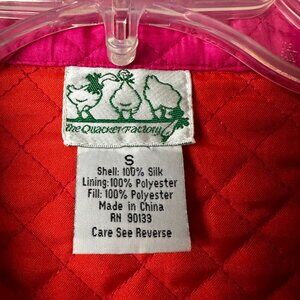 the Quacker Factory
S
Shell: 100% Silk
Lining: 100% Polyester
Fill: 100% Polyester
Made in China
RN 90133
Care See Reverse